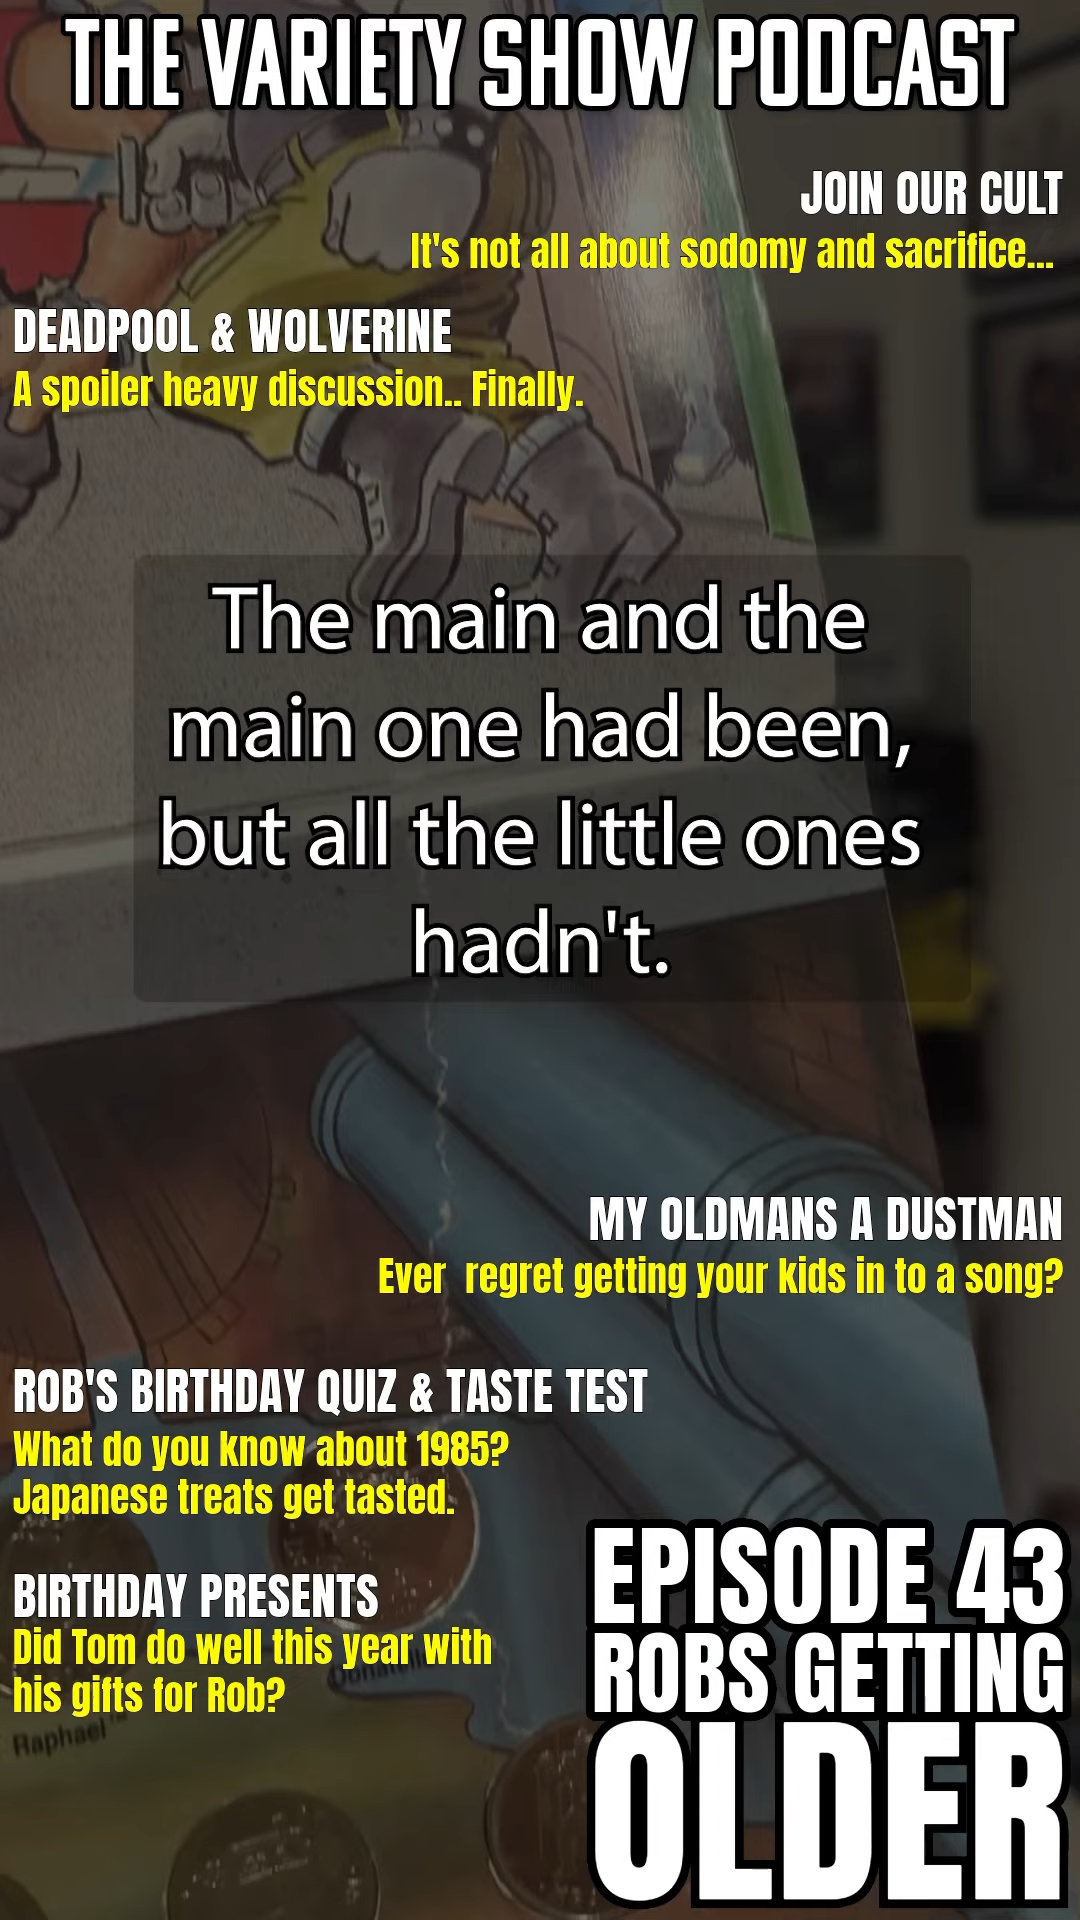 THE VARIETY SHOW PODCAST
JOIN OUR CULT
It's not all about sodomy and sacrifice...
DEADPOOL & WOLVERINE
A spoiler heavy discussion.. Finally.
The main and the
main one had been,
but all the little ones
hadn't.
MY OLDMANS A DUSTMAN
Ever regret getting your kids in to a song?
ROB'S BIRTHDAY QUIZ & TASTE TEST
What do you know about 1985?
Japanese treats get tasted.
BIRTHDAY PRESENTS
Did Tom do well this year with
his gifts for Rob?
Raphael™
EPISODE 43
ROBS GETTING
OLDER